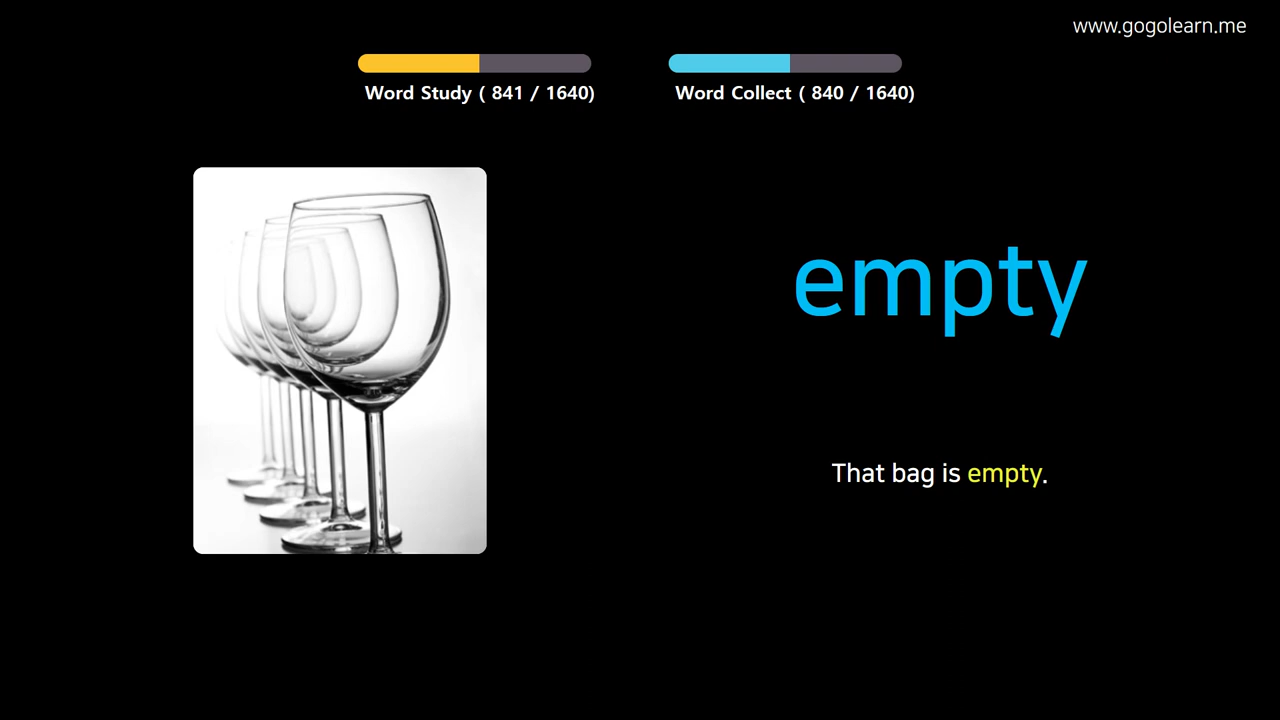 www.gogolearn.me
Word Study ( 841 / 1640)
Word Collect ( 840 / 1640)
empty
That bag is empty.